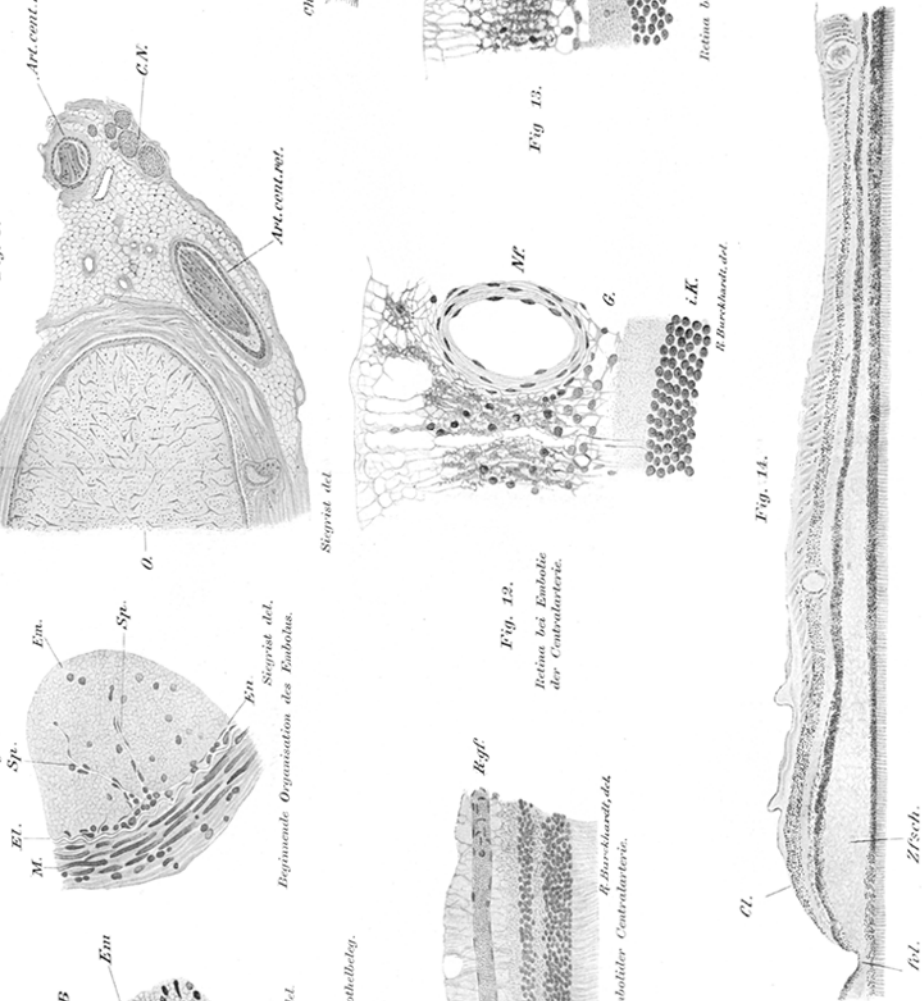 Art.cent.
C.N.
Art.cent.ret.
O.
Siegrist del
Em.
Sp.
Sp.
El.
M.
En.
Siegrist del.
Beginnende Organisation des Embolus.
Em
Fig 13.
Nf.
G.
i.K.
R.Burckhardt,del.
Fig. 12.
Retina bei Embolie
der Centralarterie.
R.gf.
R.Burckhardt,del.
Centralarterie.
Retina
Fig. 14.
Cl.
Zf.sch.